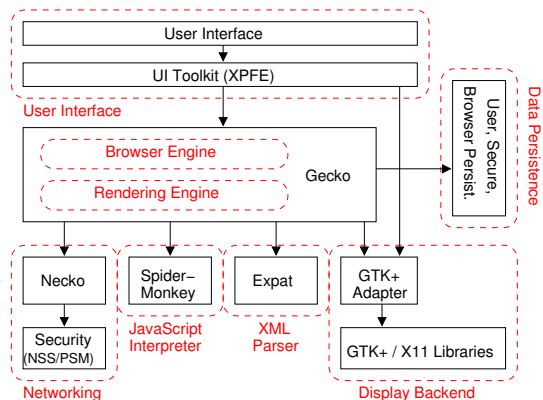 User Interface
UI Toolkit (XPFE)
User Interface
Browser Engine
Rendering Engine
Gecko
User, Secure,
Browser Persist.
Data Persistence
Necko
Spider–
Monkey
Expat
GTK+
Adapter
Security
(NSS/PSM)
JavaScript
Interpreter
XML
Parser
GTK+ / X11 Libraries
Networking
Display Backend